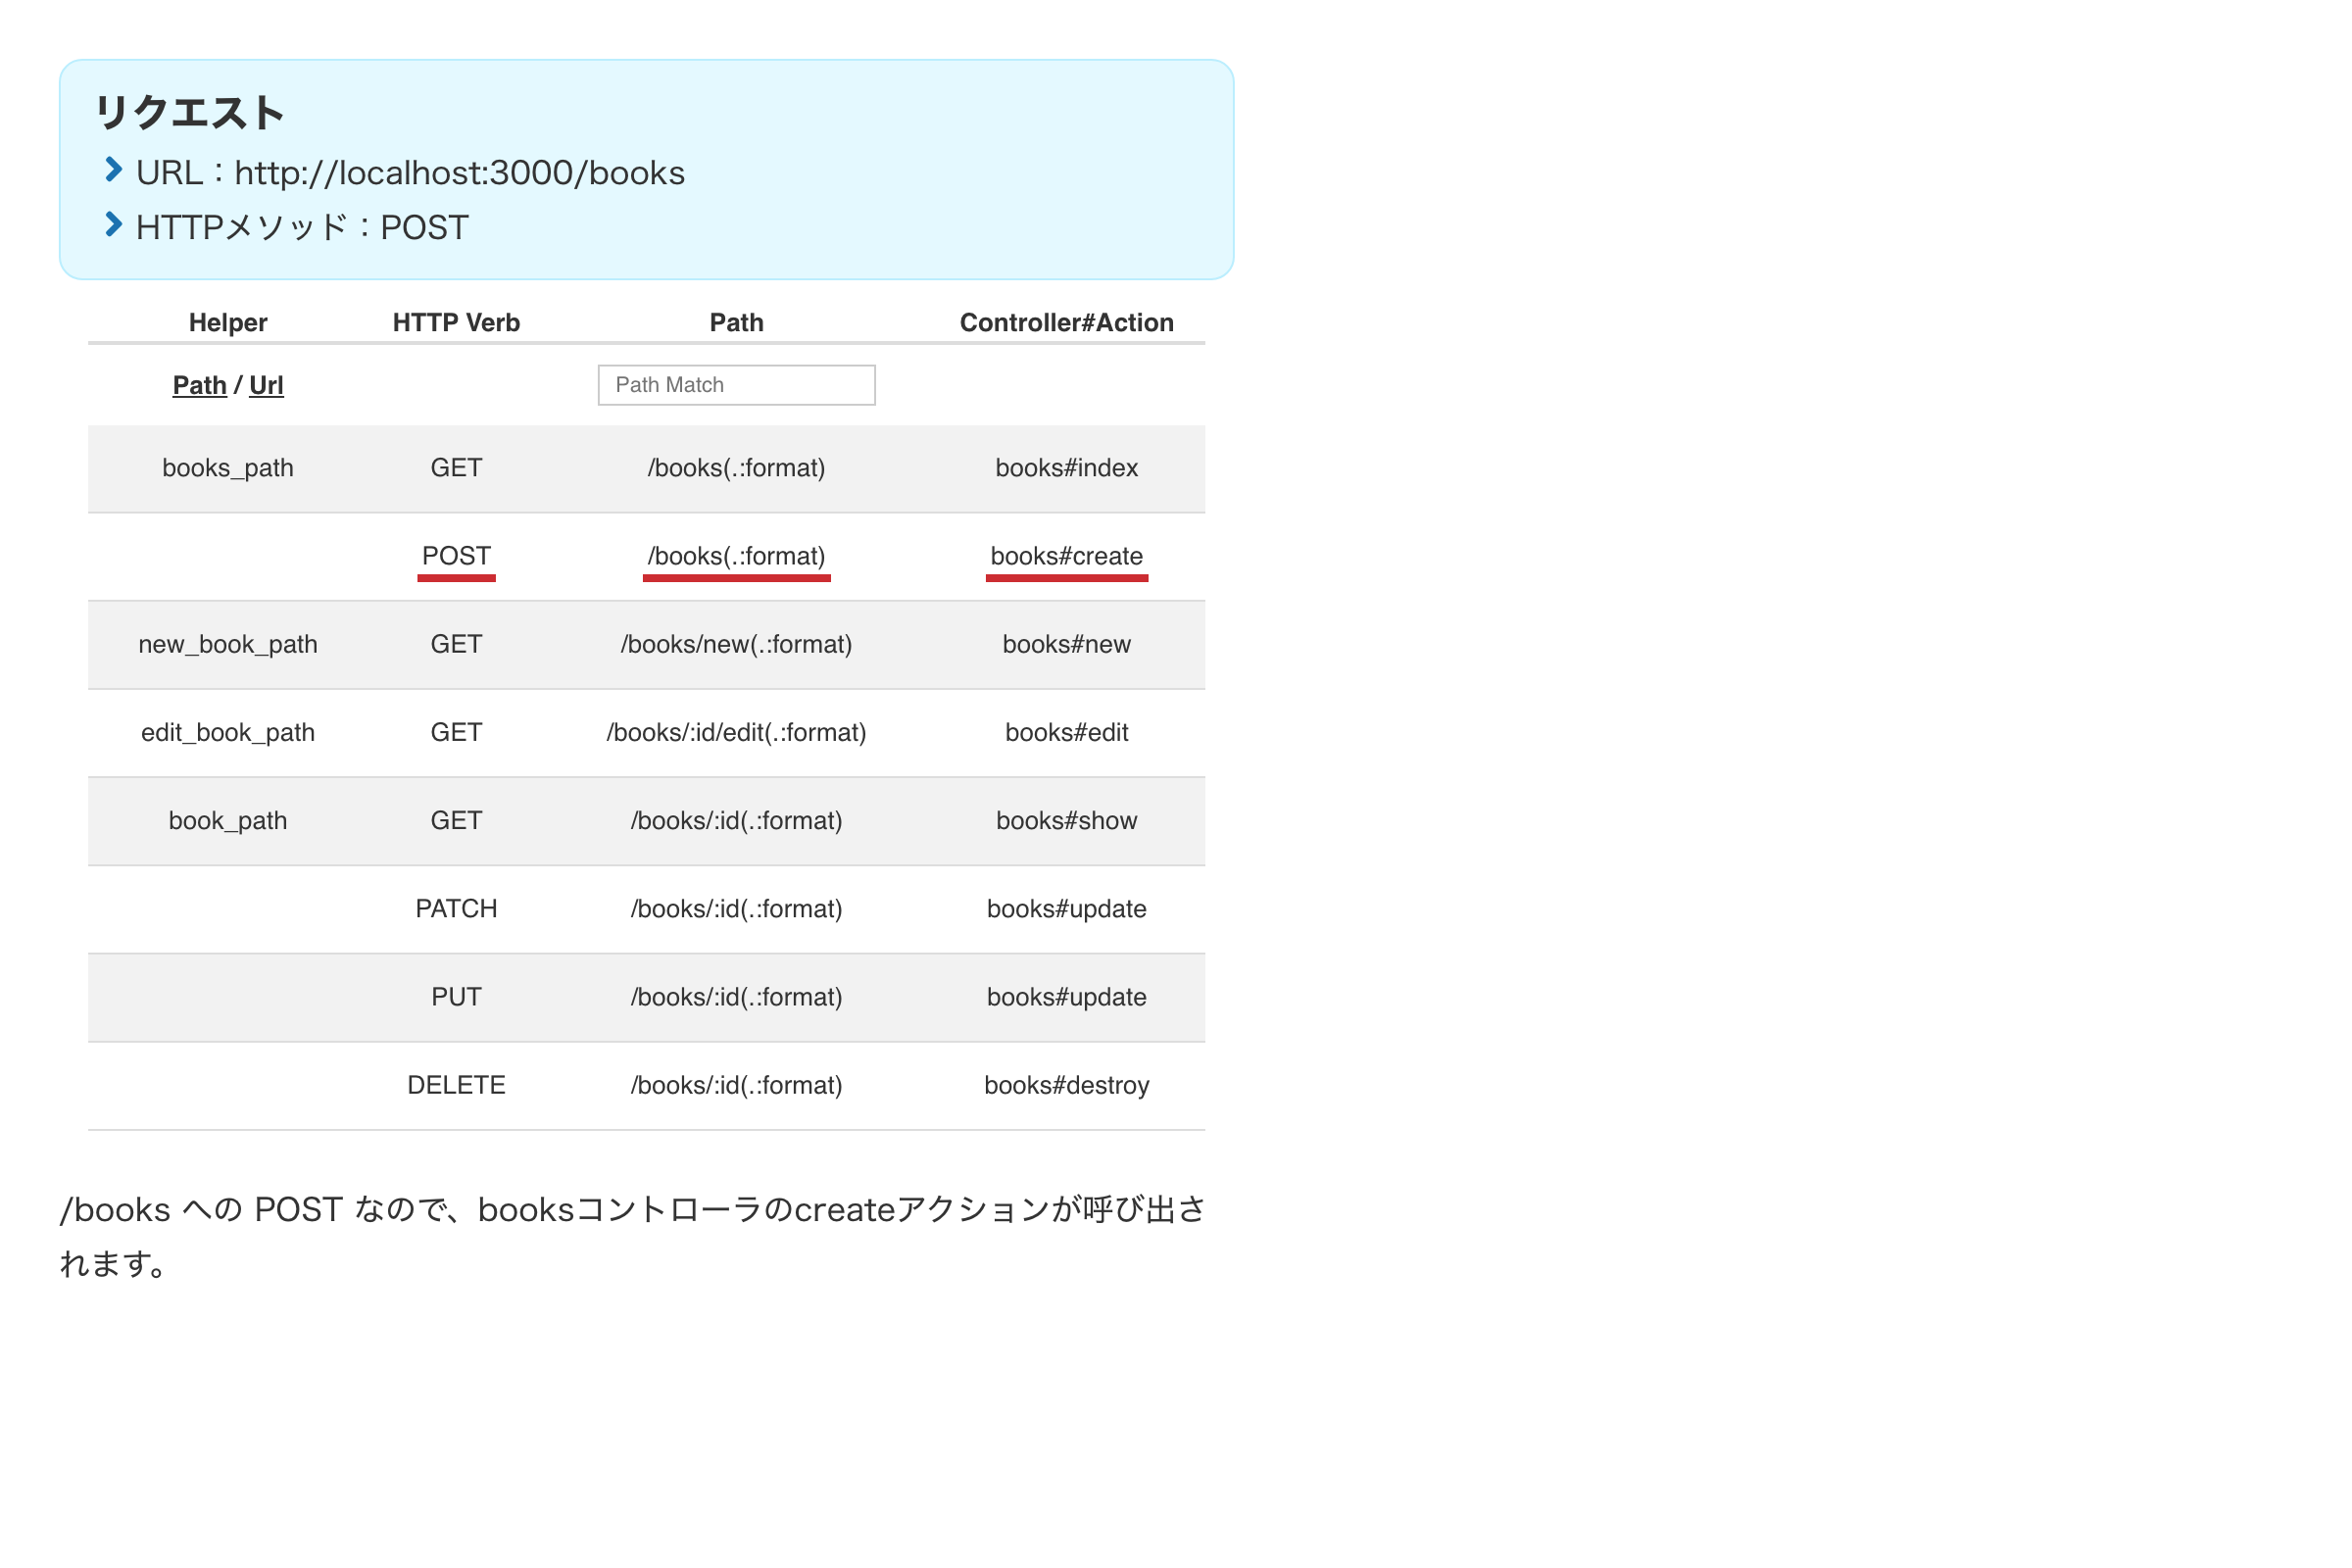 リクエスト
URL：http://localhost:3000/books
HTTPメソッド：POST
Helper HTTP Verb Path Controller#Action
Path / Url Path Match
books_path GET /books(.:format) books#index
POST /books(.:format) books#create
new_book_path GET /books/new(.:format) books#new
edit_book_path GET /books/:id/edit(.:format) books#edit
book_path GET /books/:id(.:format) books#show
PATCH /books/:id(.:format) books#update
PUT /books/:id(.:format) books#update
DELETE /books/:id(.:format) books#destroy
/books への POST なので、booksコントローラのcreateアクションが呼び出さ
れます。